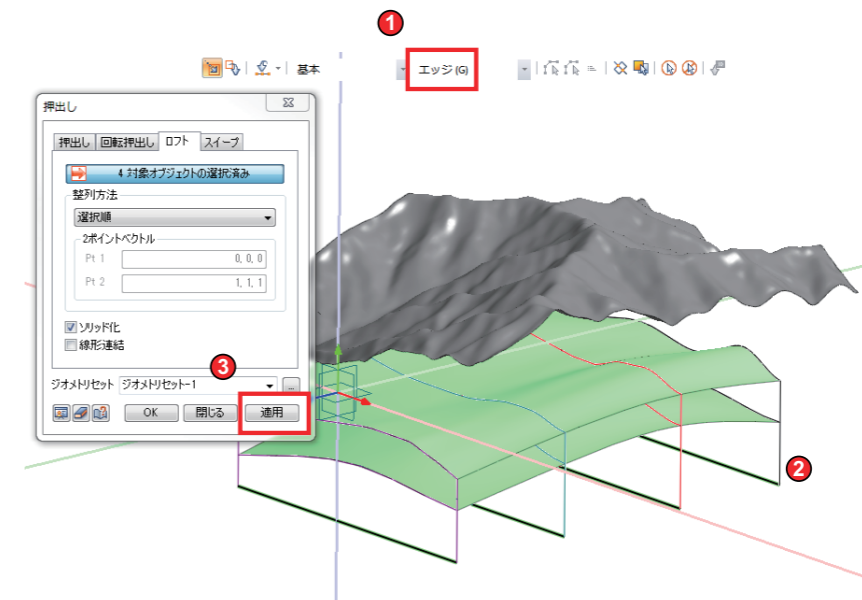 1
基本
エッジ (G)
押出し
押出し 回転押出し ロフト スイープ
4 対象オブジェクトの選択済み
整列方法
選択順
2ポイントベクトル
Pt 1 0, 0, 0
Pt 2 1, 1, 1
ソリッド化
線形連結
3
ジオメトリセット ジオメトリセット-1 ...
OK 閉じる 適用
2